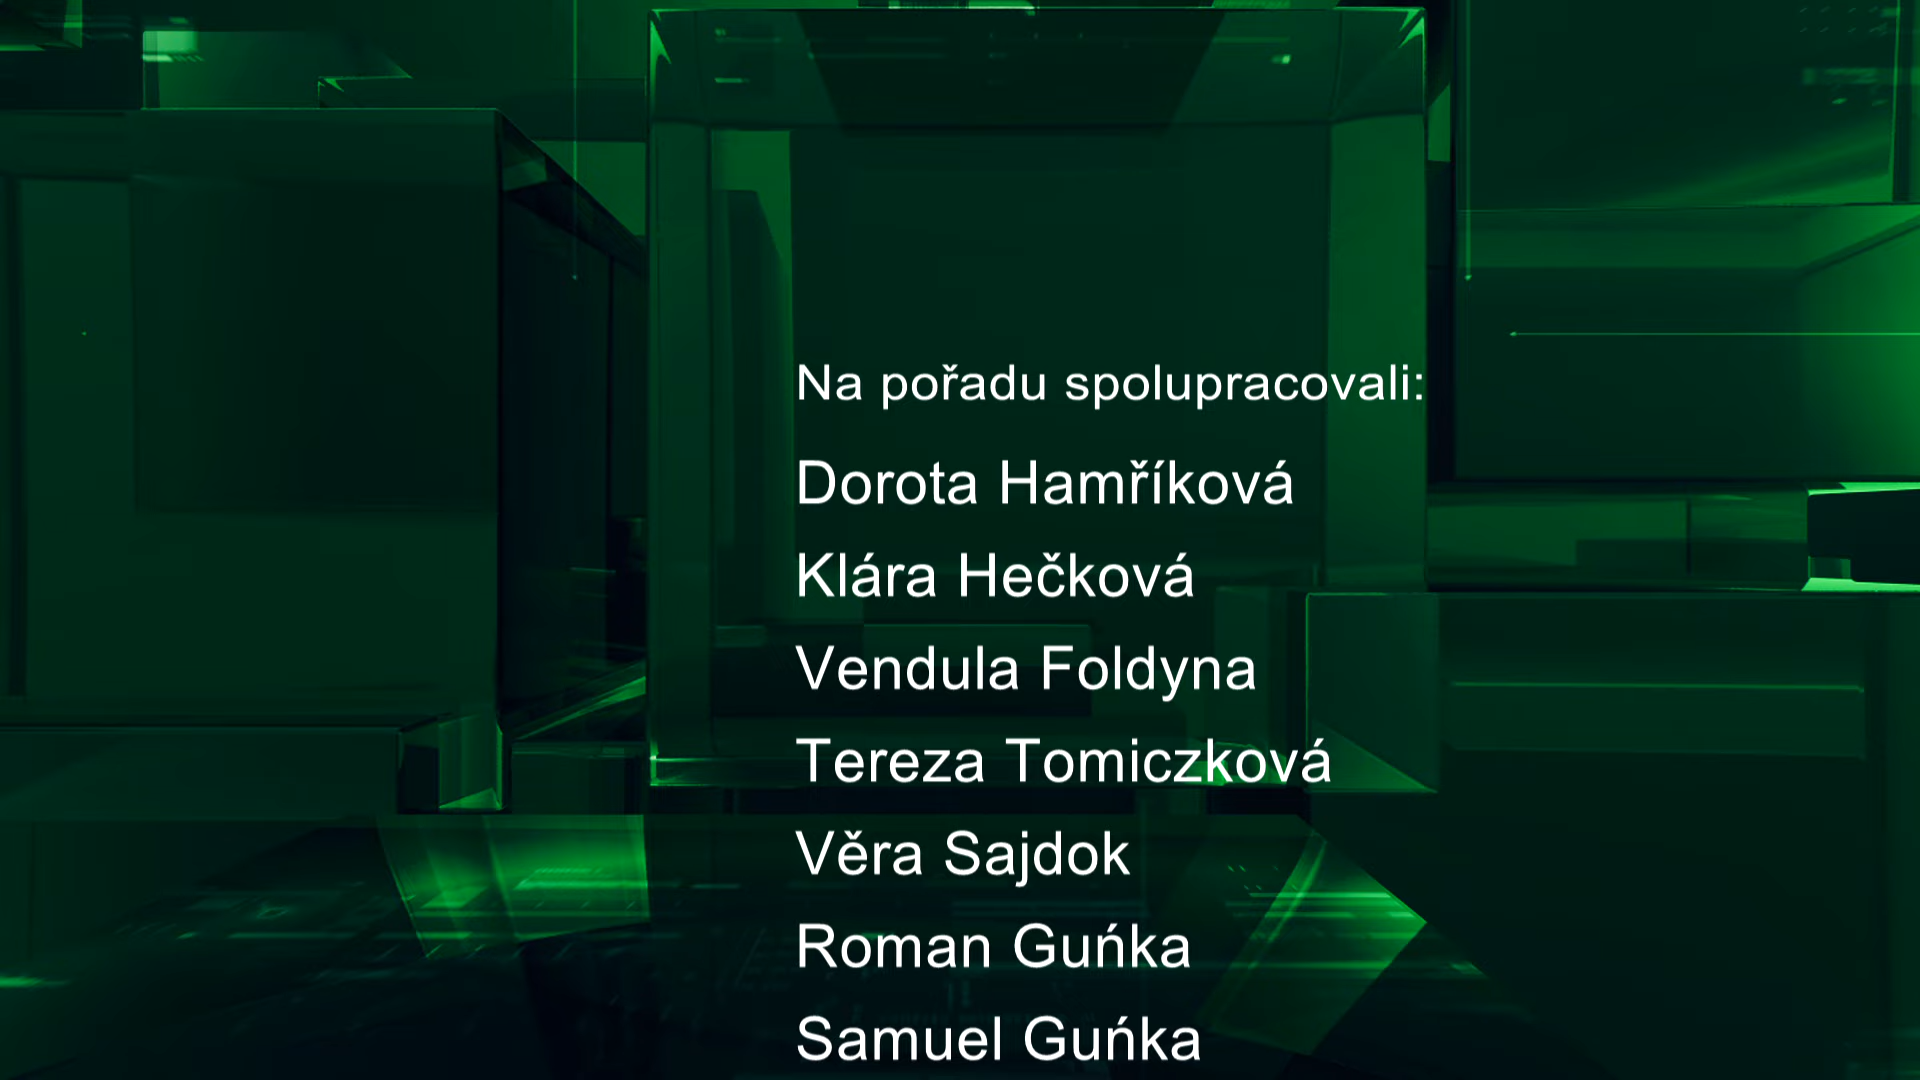 Na pořadu spolupracovali:
Dorota Hamříková
Klára Hečková
Vendula Foldyna
Tereza Tomiczková
Věra Sajdok
Roman Guńka
Samuel Guńka